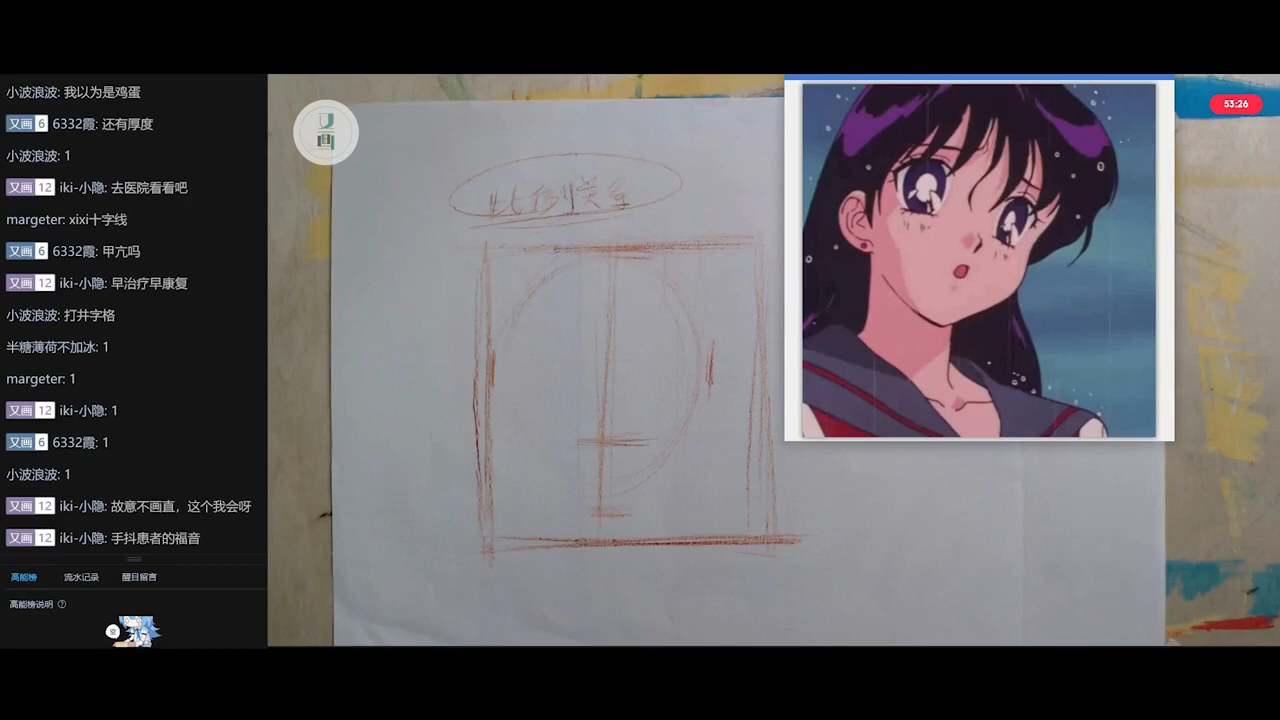 小波浪波: 我以为是鸡蛋
又画 6 6332霞: 还有厚度
小波浪波: 1
又画 12 iki-小隐: 去医院看看吧
margeter: xixi十字线
又画 6 6332霞: 甲亢吗
又画 12 iki-小隐: 早治疗早康复
小波浪波: 打井字格
半糖薄荷不加冰: 1
margeter: 1
又画 12 iki-小隐: 1
又画 6 6332霞: 1
小波浪波: 1
又画 12 iki-小隐: 故意不画直，这个我会呀
又画 12 iki-小隐: 手抖患者的福音
高能榜 流水记录 醒目留言
高能榜说明
比例关系
53:26